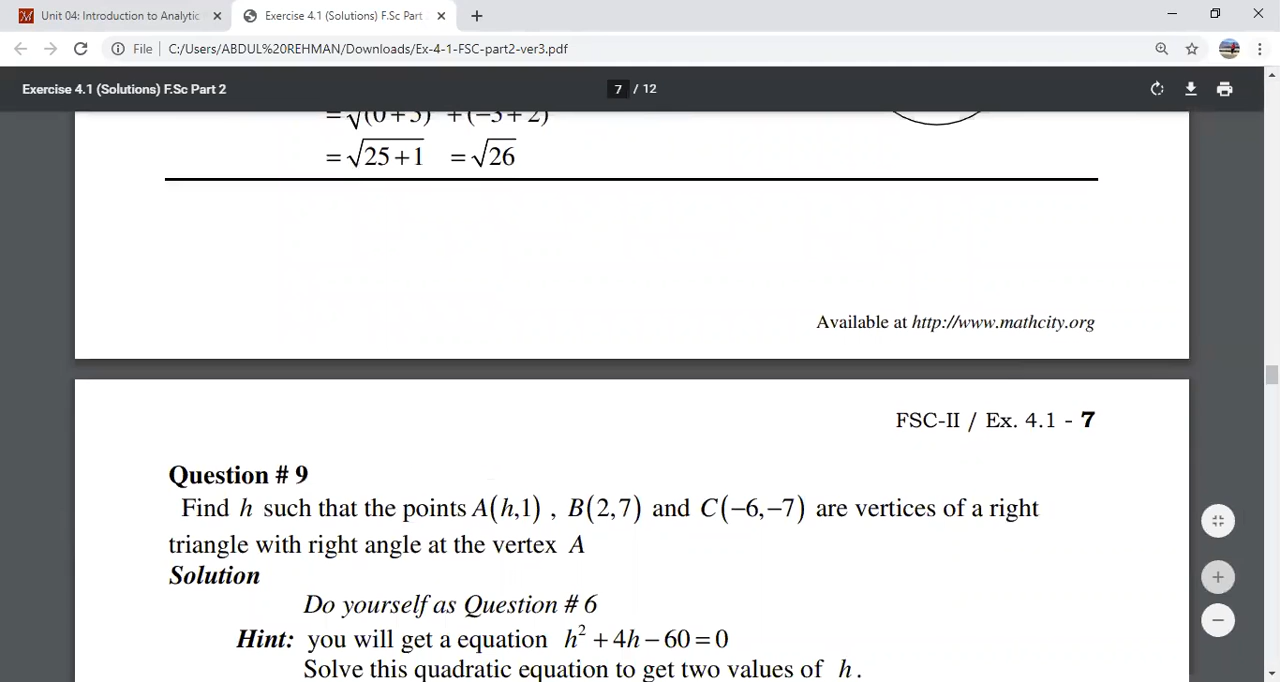 Unit 04: Introduction to Analytic
Exercise 4.1 (Solutions) F.Sc Part
File
C:/Users/ABDUL%20REHMAN/Downloads/Ex-4-1-FSC-part2-ver3.pdf
Exercise 4.1 (Solutions) F.Sc Part 2
7 / 12
= √25+1 = √26
Available at http://www.mathcity.org
FSC-II / Ex. 4.1 - 7
Question # 9
Find h such that the points A(h,1) , B(2,7) and C(−6,−7) are vertices of a right
triangle with right angle at the vertex A
Solution
Do yourself as Question # 6
Hint: you will get a equation h² + 4h − 60 = 0
Solve this quadratic equation to get two values of h.